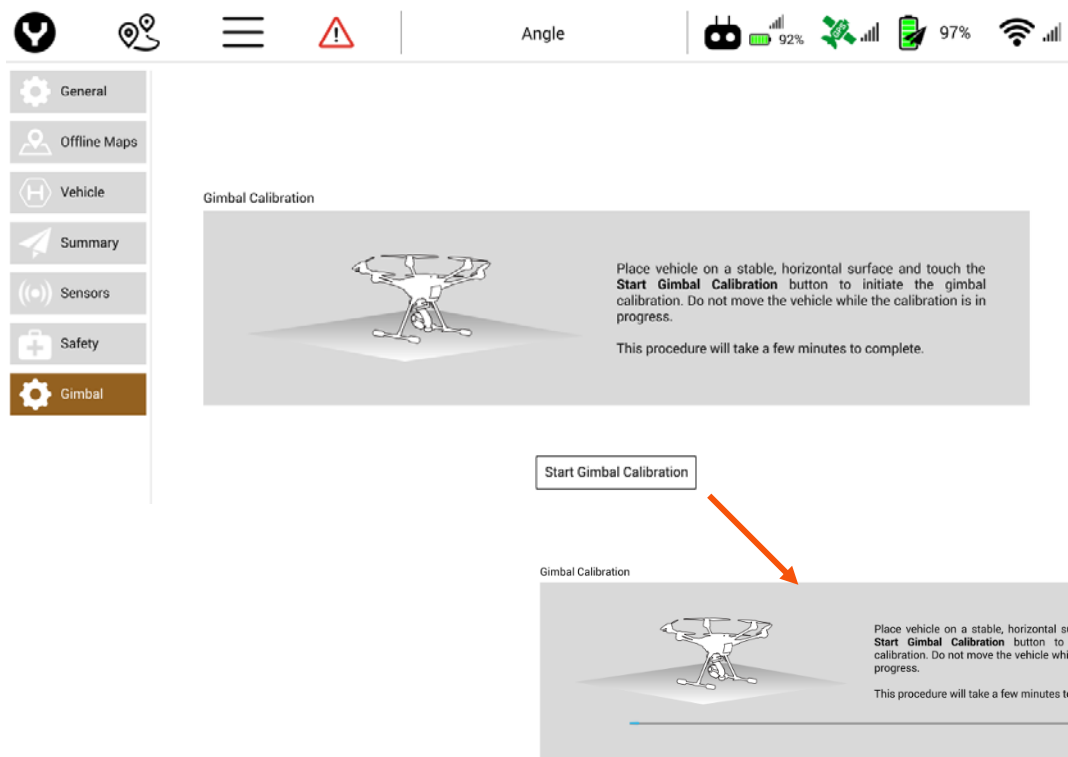 Angle
92%
GPS
97%
General
Offline Maps
Vehicle
Summary
Sensors
Safety
Gimbal
Gimbal Calibration
Place vehicle on a stable, horizontal surface and touch the
Start Gimbal Calibration button to initiate the gimbal
calibration. Do not move the vehicle while the calibration is in
progress.
This procedure will take a few minutes to complete.
Start Gimbal Calibration
Gimbal Calibration
Place vehicle on a stable, horizontal
Start Gimbal Calibration button to
calibration. Do not move the vehicle
progress.
This procedure will take a few minutes